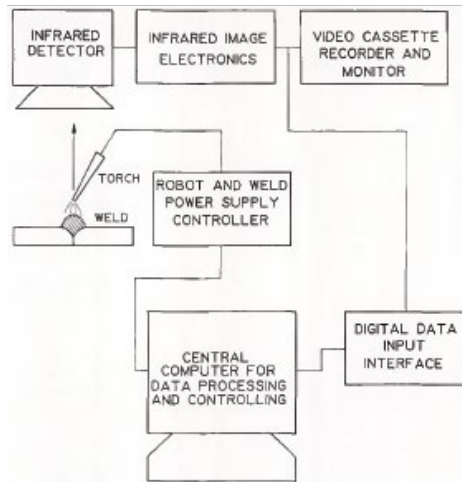 INFRARED
DETECTOR
INFRARED IMAGE
ELECTRONICS
VIDEO CASSETTE
RECORDER AND
MONITOR
TORCH
WELD
ROBOT AND WELD
POWER SUPPLY
CONTROLLER
CENTRAL
COMPUTER FOR
DATA PROCESSING
AND CONTROLLING
DIGITAL DATA
INPUT
INTERFACE